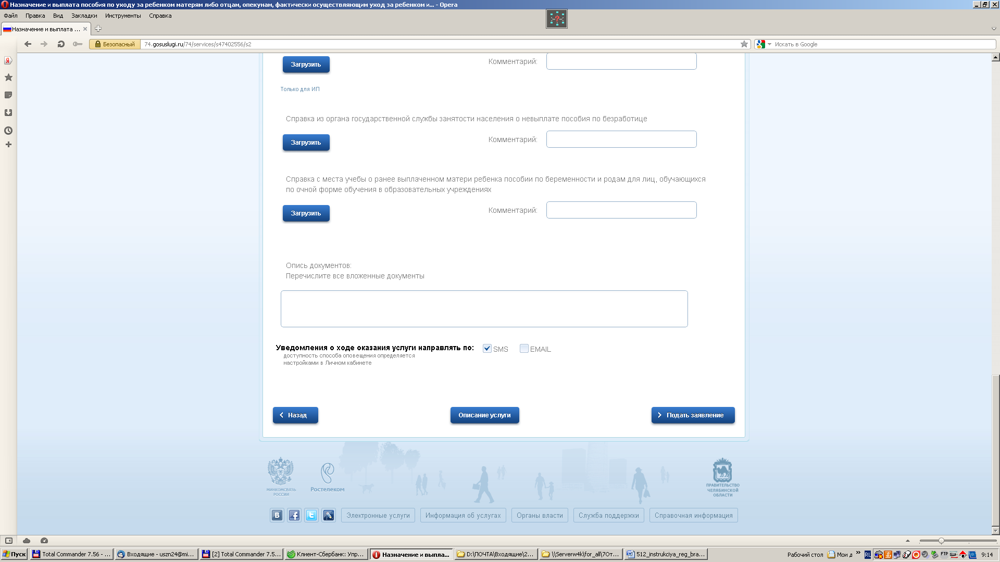 Назначение и выплата пособия по уходу за ребенком матерям либо отцам, опекунам, фактически осуществляющим уход за ребенком и... - Opera
Файл Правка Вид Закладки Инструменты Справка
Назначение и выплата ...
Безопасный 74.gosuslugi.ru/74/services/s47402556/s2 Искать в Google
Загрузить Комментарий:
Только для ИП
Справка из органа государственной службы занятости населения о невыплате пособия по безработице
Загрузить Комментарий:
Справка с места учебы о ранее выплаченном матери ребенка пособии по беременности и родам для лиц, обучающихся
по очной форме обучения в образовательных учреждениях
Загрузить Комментарий:
Опись документов:
Перечислите все вложенные документы
Уведомления о ходе оказания услуги направлять по: SMS EMAIL
доступность способа оповещения определяется
настройками в Личном кабинете
Назад Описание услуги Подать заявление
МИНКОМСВЯЗЬ
РОССИИ
Ростелеком
ПРАВИТЕЛЬСТВО
ЧЕЛЯБИНСКОЙ
ОБЛАСТИ
Электронные услуги Информация об услугах Органы власти Служба поддержки Справочная информация
Пуск Total Commander 7.56 - ... Входящие - uszn24@mi... [2] Total Commander 7.5... Клиент-Сбербанк: Упр... Назначение и выпла... D:\ПОЧТА\Входящие\2... \\Serverw4k\for_all\7От... 512_instrukciya_reg_bra... Рабочий стол Мои д » RL FTP 9:14